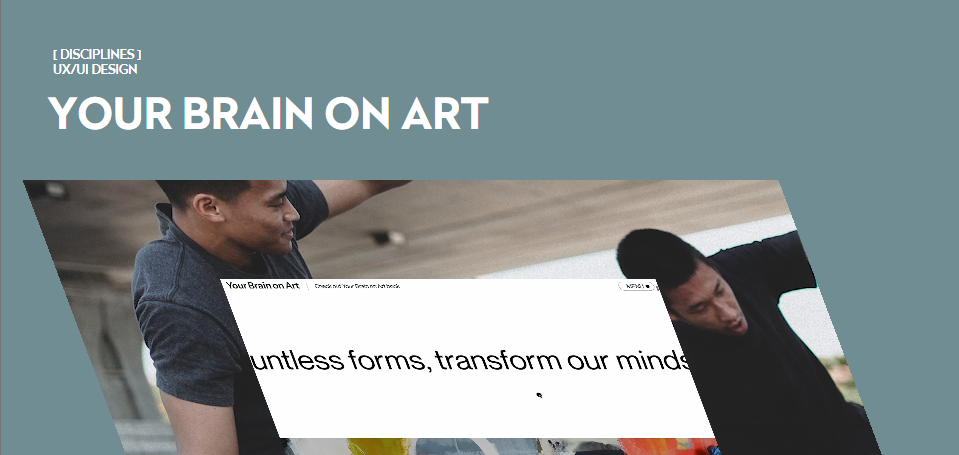 [ DISCIPLINES ]
UX/UI DESIGN
YOUR BRAIN ON ART
Your Brain on Art
Check out Your Brain on Art book
MENU
untless forms, transform our minds